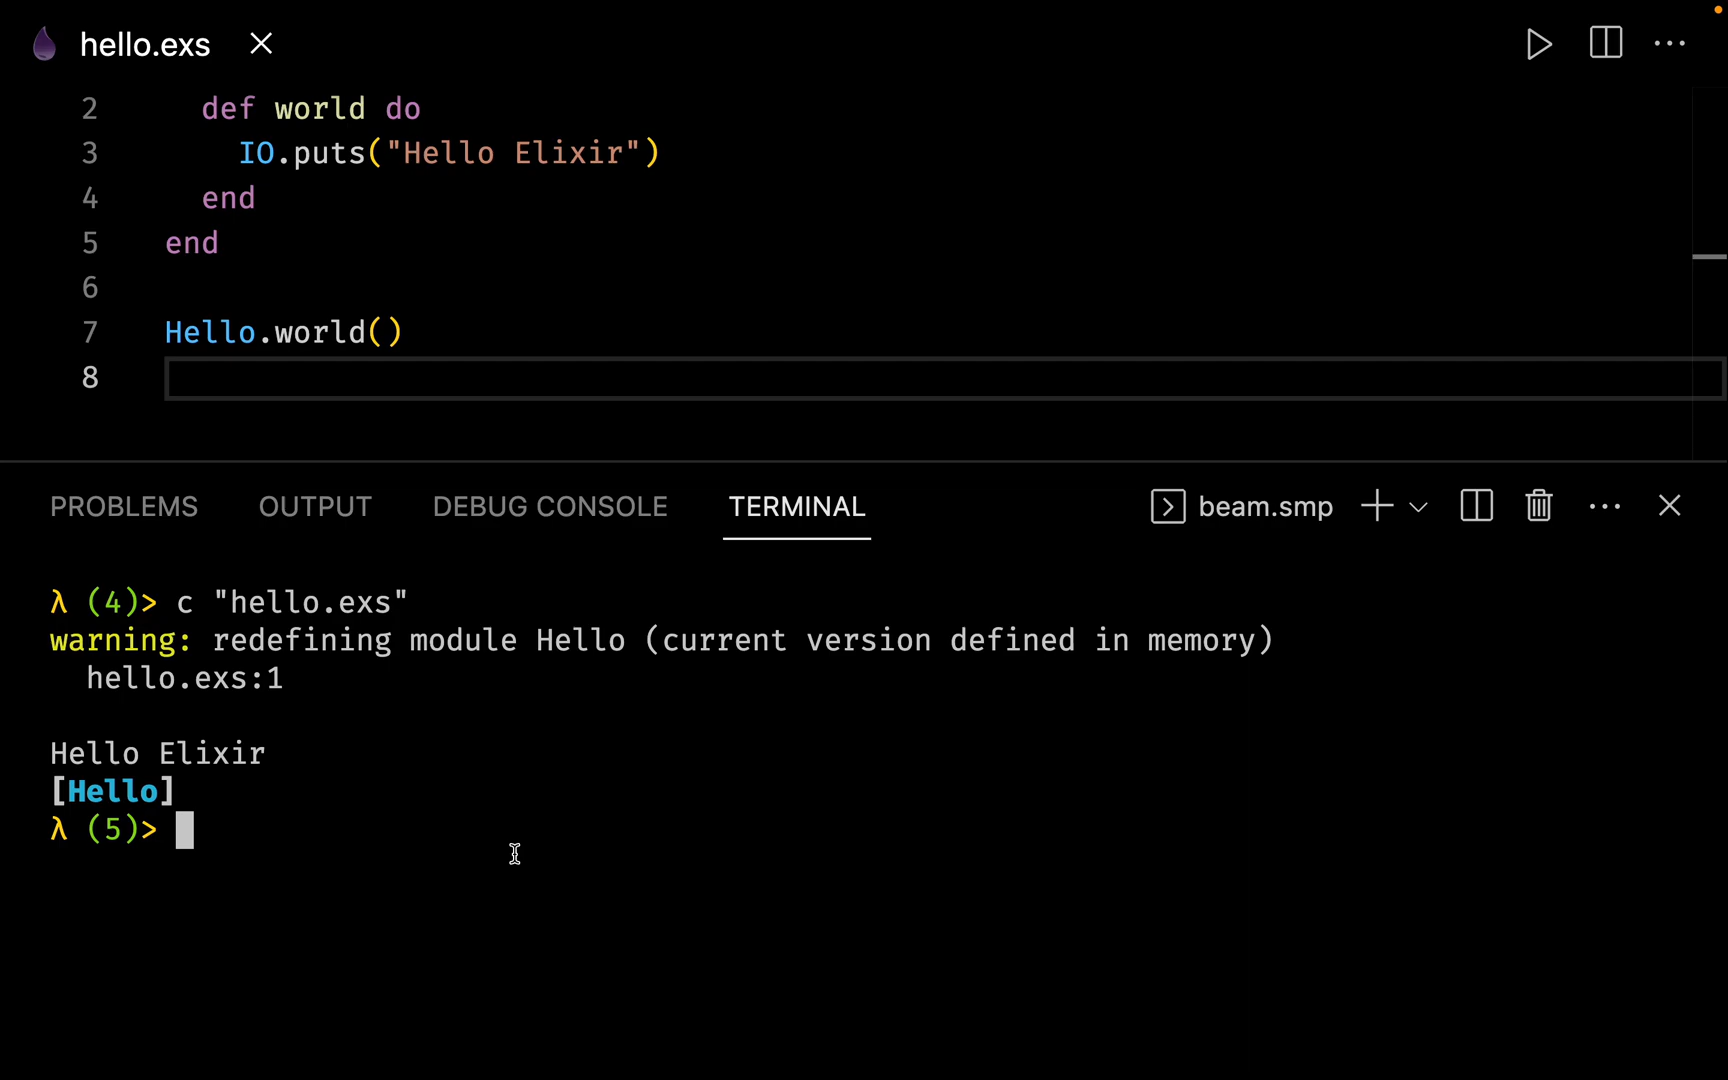 hello.exs
2 def world do
3 IO.puts("Hello Elixir")
4 end
5 end
6
7 Hello.world()
8
PROBLEMS OUTPUT DEBUG CONSOLE TERMINAL beam.smp
λ (4)> c "hello.exs"
warning: redefining module Hello (current version defined in memory)
hello.exs:1
Hello Elixir
[Hello]
λ (5)>